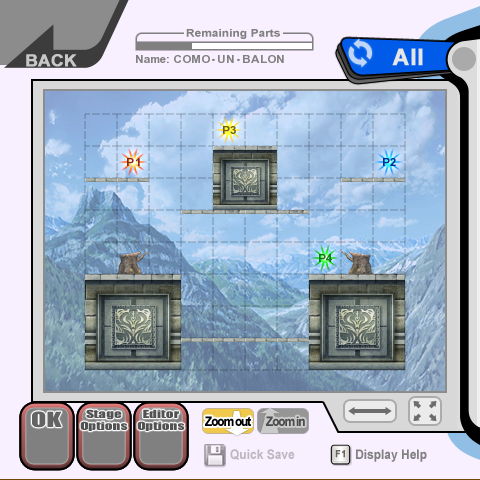 Remaining Parts
BACK
Name: COMO-UN-BALON
All
P3
P1
P2
P4
OK
Stage Options
Editor Options
Zoom out
Zoom in
Quick Save
F1 Display Help